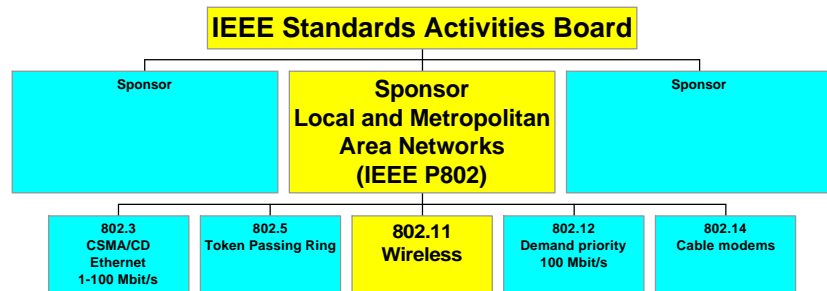 IEEE Standards Activities Board
Sponsor
Sponsor
Local and Metropolitan
Area Networks
(IEEE P802)
Sponsor
802.3
CSMA/CD
Ethernet
1-100 Mbit/s
802.5
Token Passing Ring
802.11
Wireless
802.12
Demand priority
100 Mbit/s
802.14
Cable modems